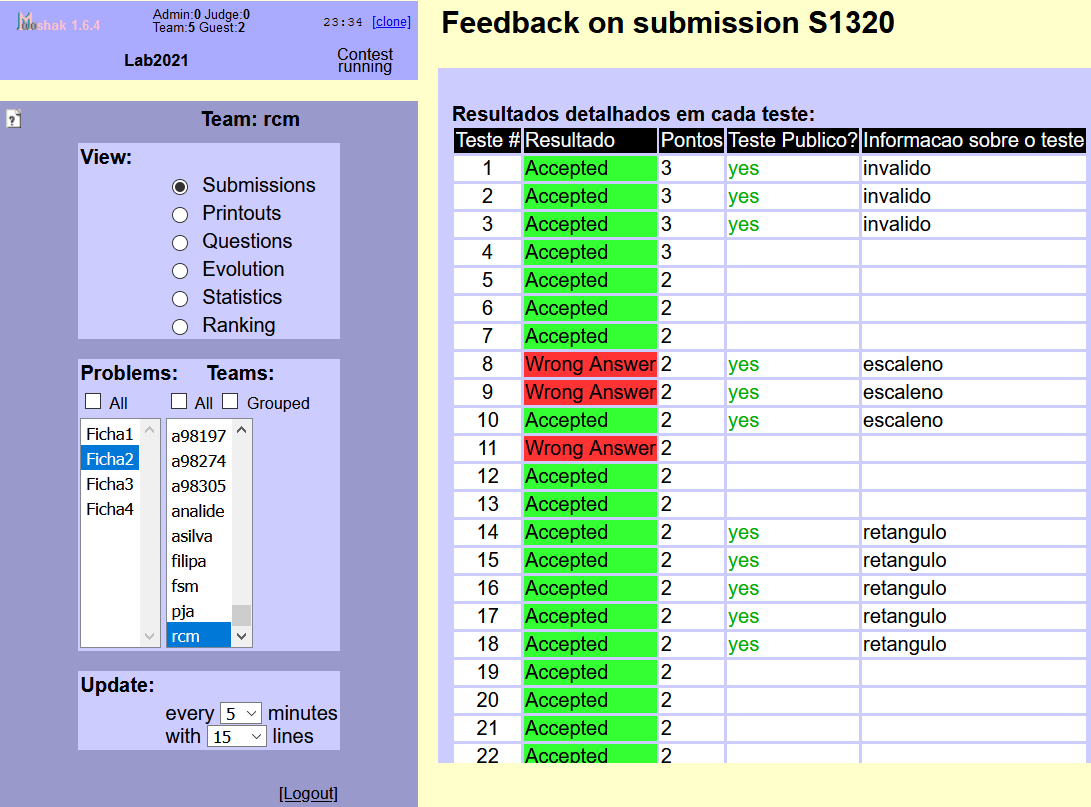 Mooshak 1.6.4
Admin:0 Judge:0
Team:5 Guest:2
23:34 [clone]
Lab2021
Contest
running
?
Team: rcm
View:
Submissions
Printouts
Questions
Evolution
Statistics
Ranking
Problems: Teams:
All All Grouped
Ficha1
Ficha2
Ficha3
Ficha4
a98197
a98274
a98305
analide
asilva
filipa
fsm
pja
rcm
Update:
every 5 minutes
with 15 lines
[Logout]
Feedback on submission S1320
Resultados detalhados em cada teste:
Teste # Resultado Pontos Teste Publico? Informacao sobre o teste
1 Accepted 3 yes invalido
2 Accepted 3 yes invalido
3 Accepted 3 yes invalido
4 Accepted 3
5 Accepted 2
6 Accepted 2
7 Accepted 2
8 Wrong Answer 2 yes escaleno
9 Wrong Answer 2 yes escaleno
10 Accepted 2 yes escaleno
11 Wrong Answer 2
12 Accepted 2
13 Accepted 2
14 Accepted 2 yes retangulo
15 Accepted 2 yes retangulo
16 Accepted 2 yes retangulo
17 Accepted 2 yes retangulo
18 Accepted 2 yes retangulo
19 Accepted 2
20 Accepted 2
21 Accepted 2
22 Accepted 2